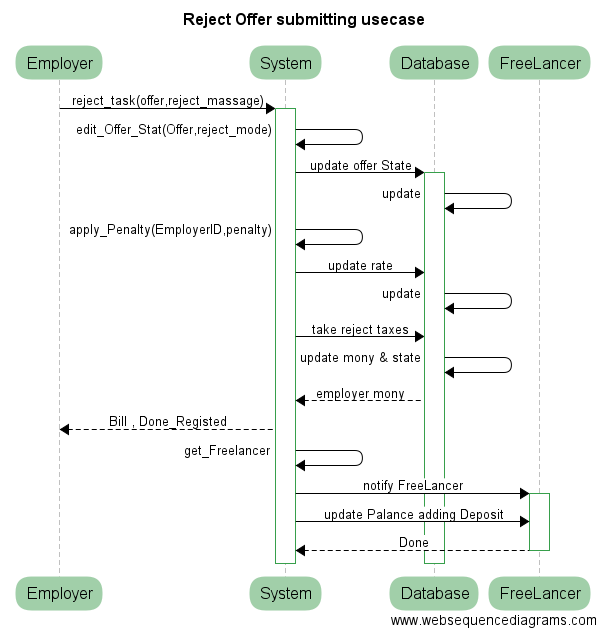 Reject Offer submitting usecase
Employer System Database FreeLancer
reject_task(offer,reject_massage)
edit_Offer_Stat(Offer,reject_mode)
update offer State
update
apply_Penalty(EmployerID,penalty)
update rate
update
take reject taxes
update mony & state
employer mony
Bill , Done_Registed
get_Freelancer
notify FreeLancer
update Palance adding Deposit
Done
Employer System Database FreeLancer
www.websequencediagrams.com